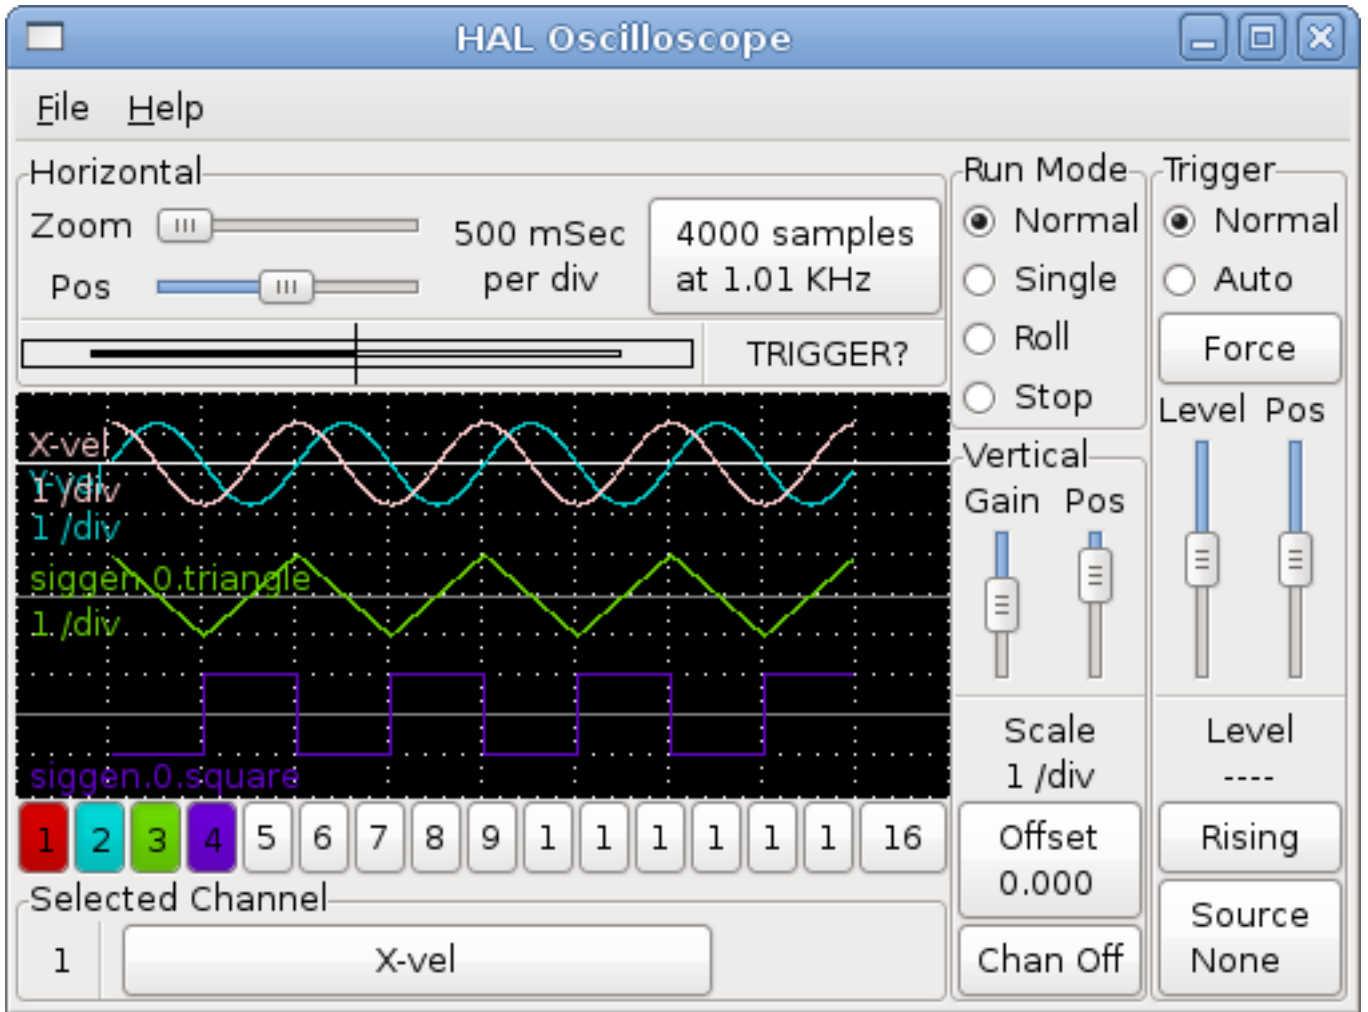 HAL Oscilloscope
File Help
Horizontal
Zoom
Pos
500 mSec
per div
4000 samples
at 1.01 KHz
TRIGGER?
Run Mode
Normal
Single
Roll
Stop
Trigger
Normal
Auto
Force
Level Pos
X-vel
Y-vel
1 /div
1 /div
siggen.0.triangle
1 /div
siggen.0.square
Vertical
Gain Pos
Scale
1 /div
Offset
0.000
Chan Off
Level
----
Rising
Source
None
1 2 3 4 5 6 7 8 9 1 1 1 1 1 1 16
Selected Channel
1 X-vel